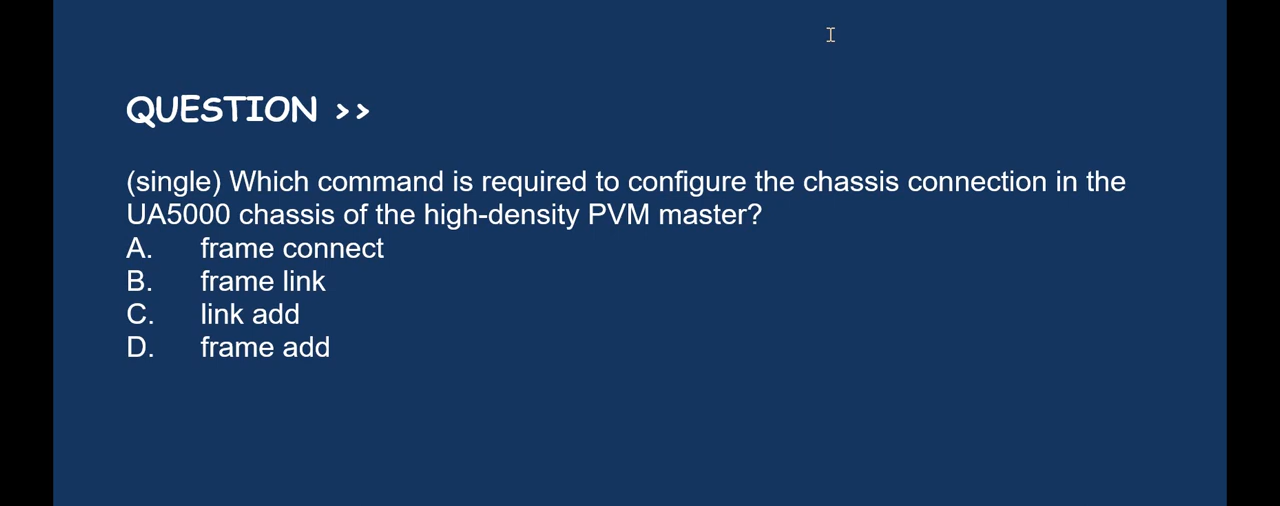 QUESTION >>
(single) Which command is required to configure the chassis connection in the
UA5000 chassis of the high-density PVM master?
A. frame connect
B. frame link
C. link add
D. frame add